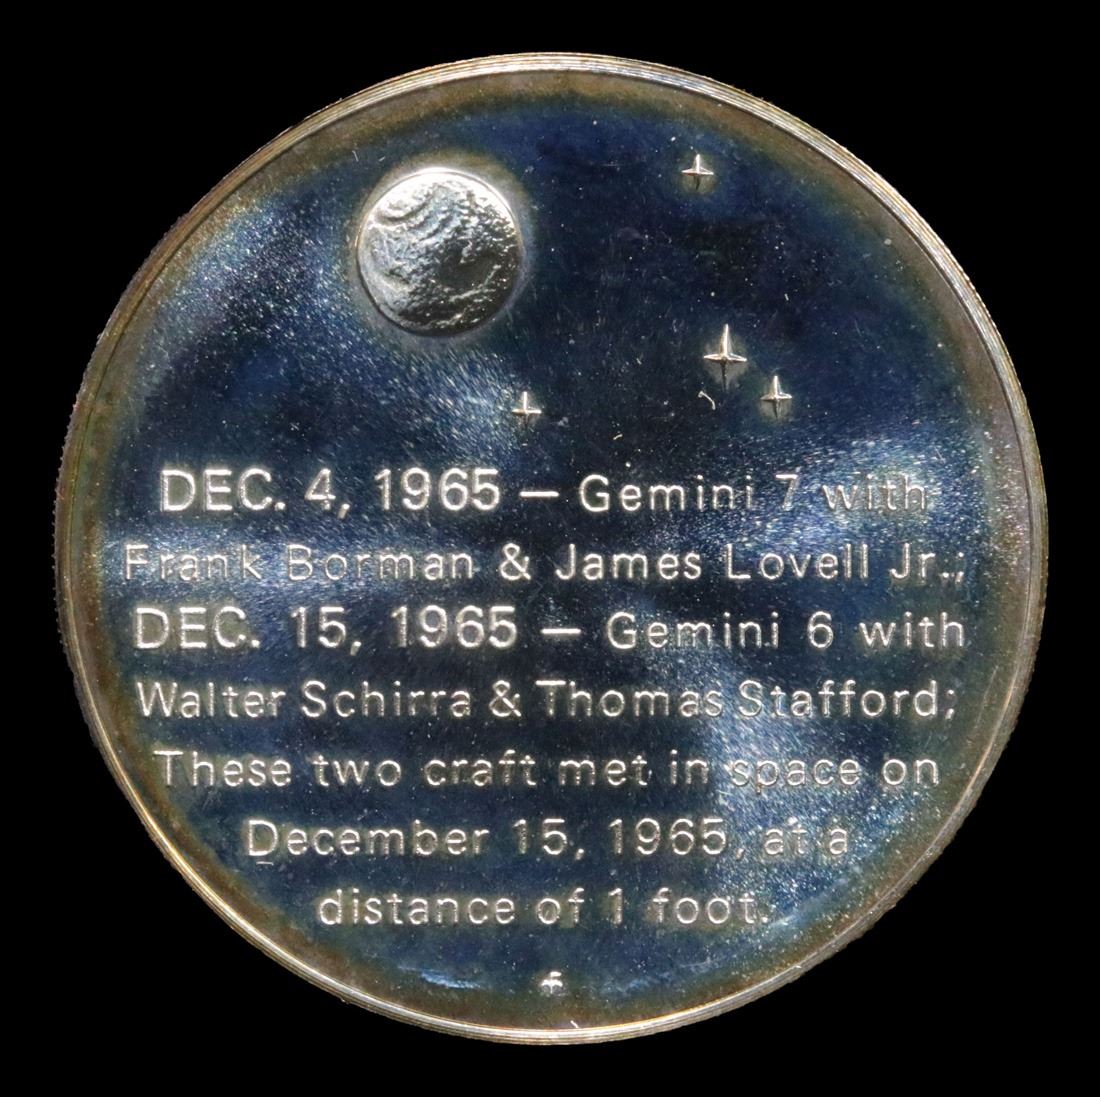 DEC. 4, 1965 — Gemini 7 with
Frank Borman & James Lovell Jr.;
DEC. 15, 1965 — Gemini 6 with
Walter Schirra & Thomas Stafford;
These two craft met in space on
December 15, 1965, at a
distance of 1 foot.